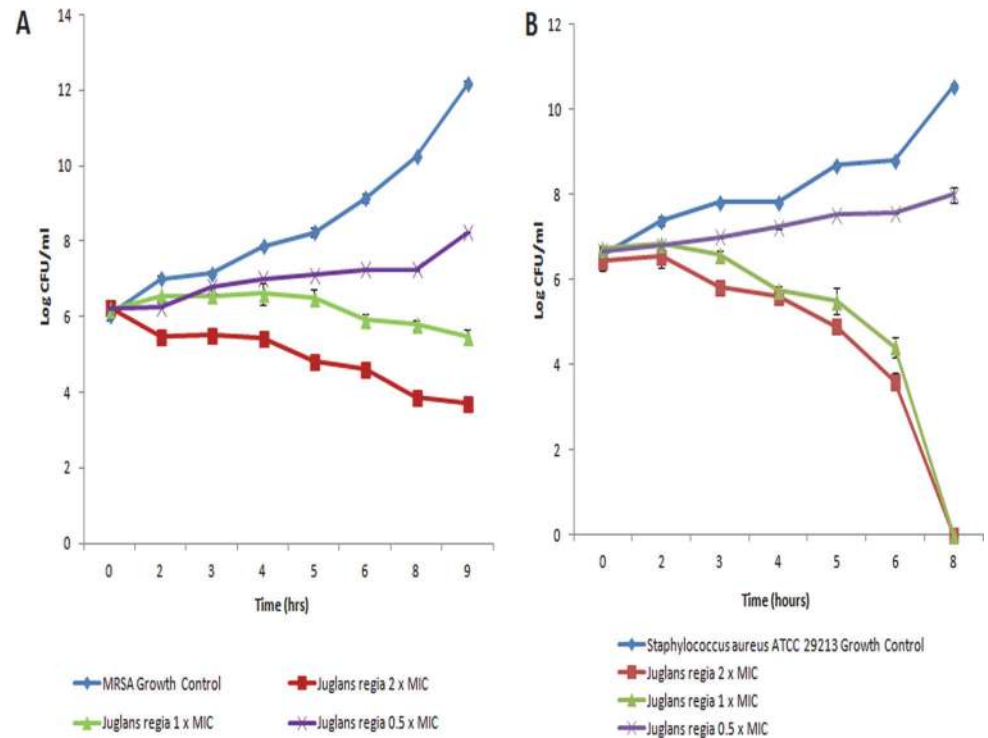 A
14
12
10
8
6
4
2
0
Log CFU/ml
0 2 3 4 5 6 8 9
Time (hrs)
MRSA Growth Control
Juglans regia 2 x MIC
Juglans regia 1 x MIC
Juglans regia 0.5 x MIC
B
12
10
8
6
4
2
0
Log CFU/ml
0 2 3 4 5 6 8
Time (hours)
Staphylococcus aureus ATCC 29213 Growth Control
Juglans regia 2 x MIC
Juglans regia 1 x MIC
Juglans regia 0.5 x MIC